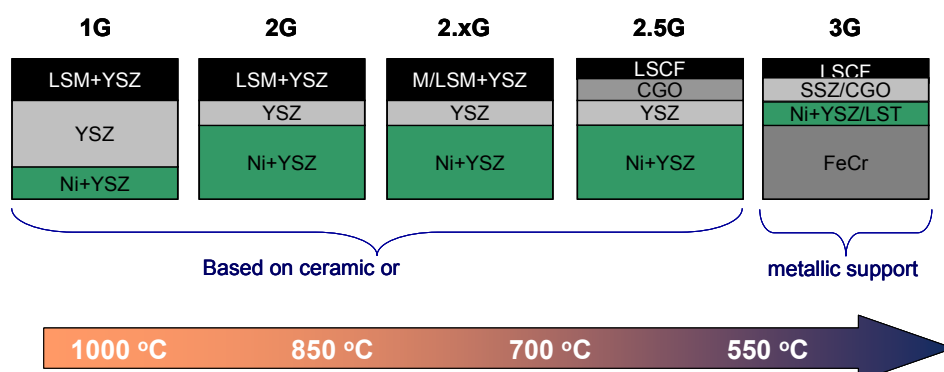 1G 2G 2.xG 2.5G 3G
LSM+YSZ LSM+YSZ M/LSM+YSZ LSCF LSCF
CGO SSZ/CGO
YSZ YSZ YSZ YSZ Ni+YSZ/LST
Ni+YSZ Ni+YSZ Ni+YSZ Ni+YSZ FeCr
Based on ceramic or metallic support
1000 °C 850 °C 700 °C 550 °C